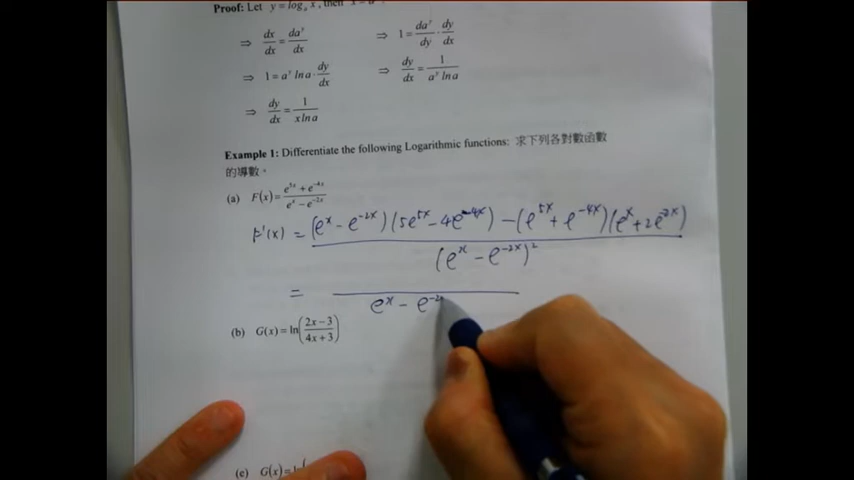 Proof: Let y = logₐ x, then x = a
⇒ dx/dx = da^y/dx ⇒ 1 = da^y/dy · dy/dx
⇒ 1 = a^y ln a · dy/dx ⇒ dy/dx = 1/(a^y ln a)
⇒ dy/dx = 1/(x ln a)
Example 1: Differentiate the following Logarithmic functions: 求下列各對數函數
的導數。
(a) F(x) = (e^{5x} + e^{-4x})/(e^x − e^{-2x})
F'(x) = ((e^x − e^{-2x})(5e^{5x} − 4e^{-4x}) − (e^{5x} + e^{-4x})(e^x + 2e^{-2x}))/(e^x − e^{-2x})^2
= /(e^x − e^{-2x}
(b) G(x) = ln((2x−3)/(4x+3))
(c) G(x) = ln(